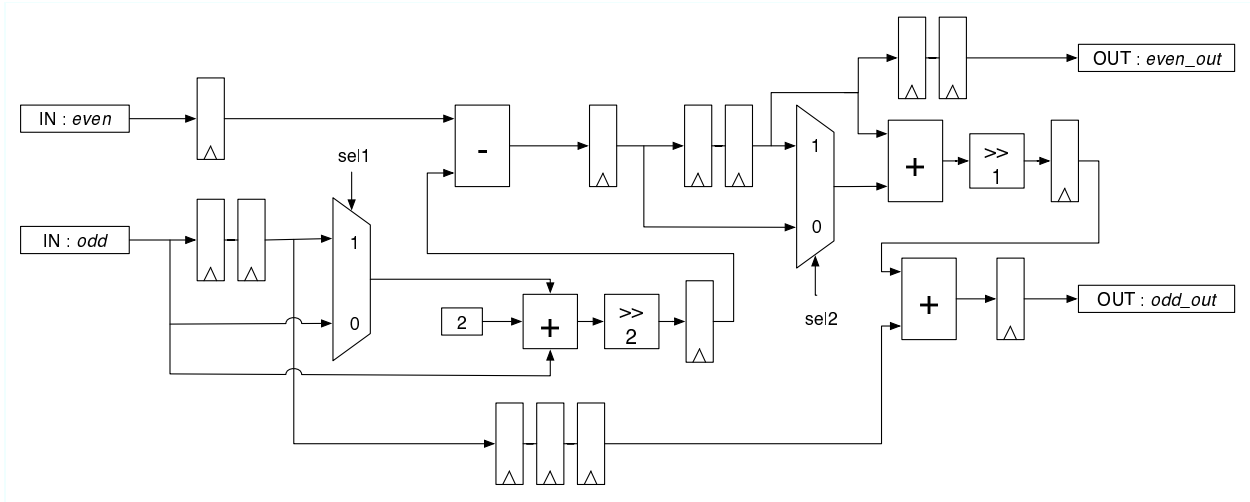 OUT : even_out
IN : even
sel1
-
1
+
>>
1
IN : odd
1
0
0
2
+
>>
2
sel2
+
OUT : odd_out